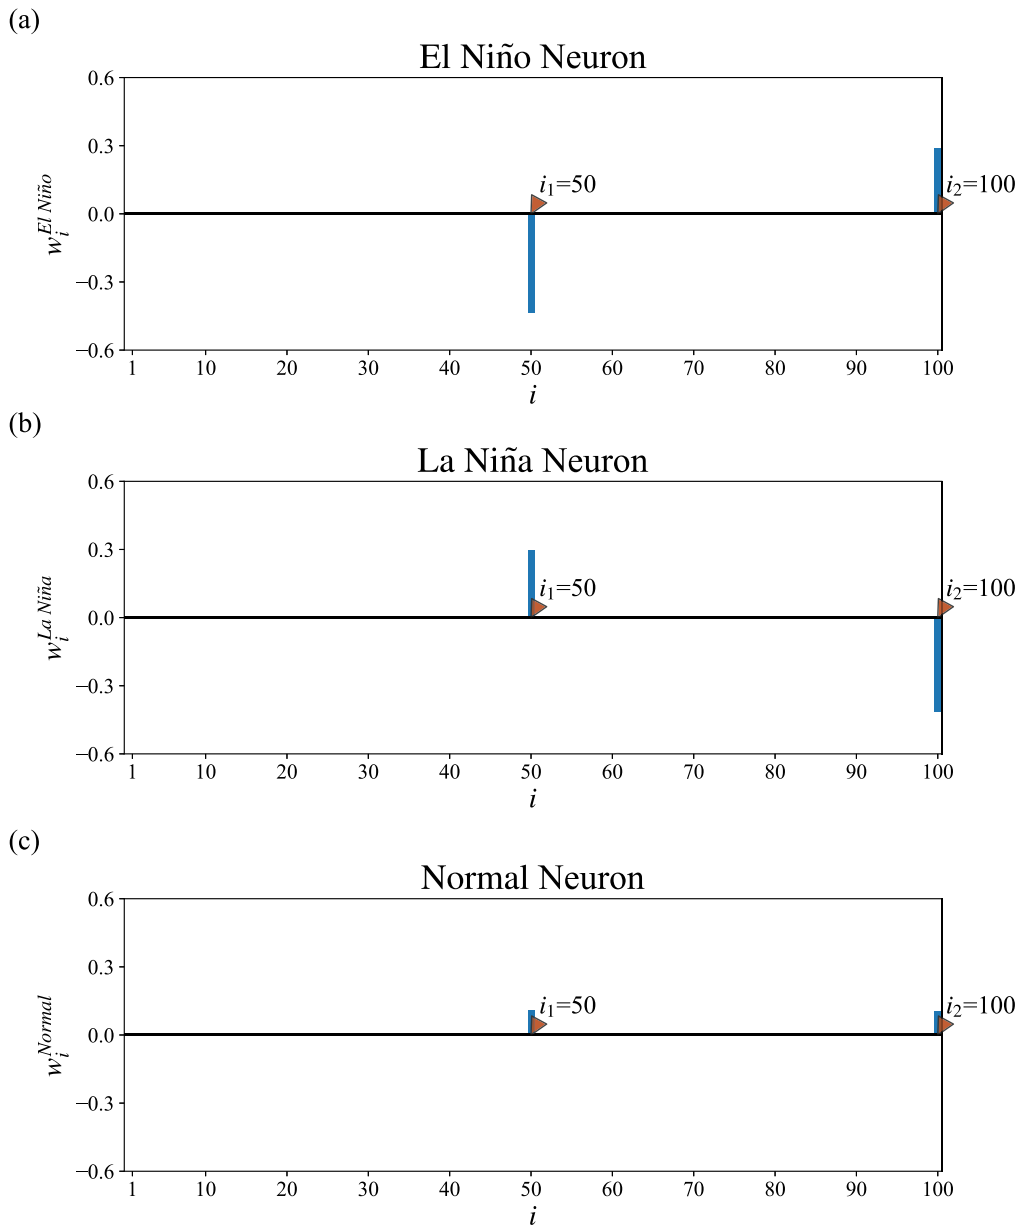 (a)
El Niño Neuron
0.6
0.3
0.0
−0.3
−0.6
w_i^{El Niño}
i₁=50
i₂=100
1 10 20 30 40 50 60 70 80 90 100
i
(b)
La Niña Neuron
0.6
0.3
0.0
−0.3
−0.6
w_i^{La Niña}
i₁=50
i₂=100
1 10 20 30 40 50 60 70 80 90 100
i
(c)
Normal Neuron
0.6
0.3
0.0
−0.3
−0.6
w_i^{Normal}
i₁=50
i₂=100
1 10 20 30 40 50 60 70 80 90 100
i